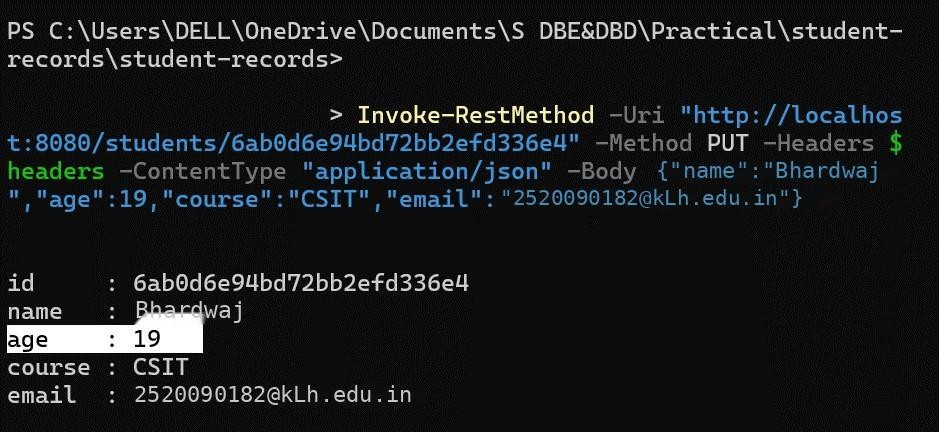 PS C:\Users\DELL\OneDrive\Documents\S DBE&DBD\Practical\student-
records\student-records>
> Invoke-RestMethod -Uri "http://localhos
t:8080/students/6ab0d6e94bd72bb2efd336e4" -Method PUT -Headers $
headers -ContentType "application/json" -Body {"name":"Bhardwaj
","age":19,"course":"CSIT","email":"2520090182@kLh.edu.in"}
id     : 6ab0d6e94bd72bb2efd336e4
name   : Bhardwaj
age    : 19
course : CSIT
email  : 2520090182@kLh.edu.in